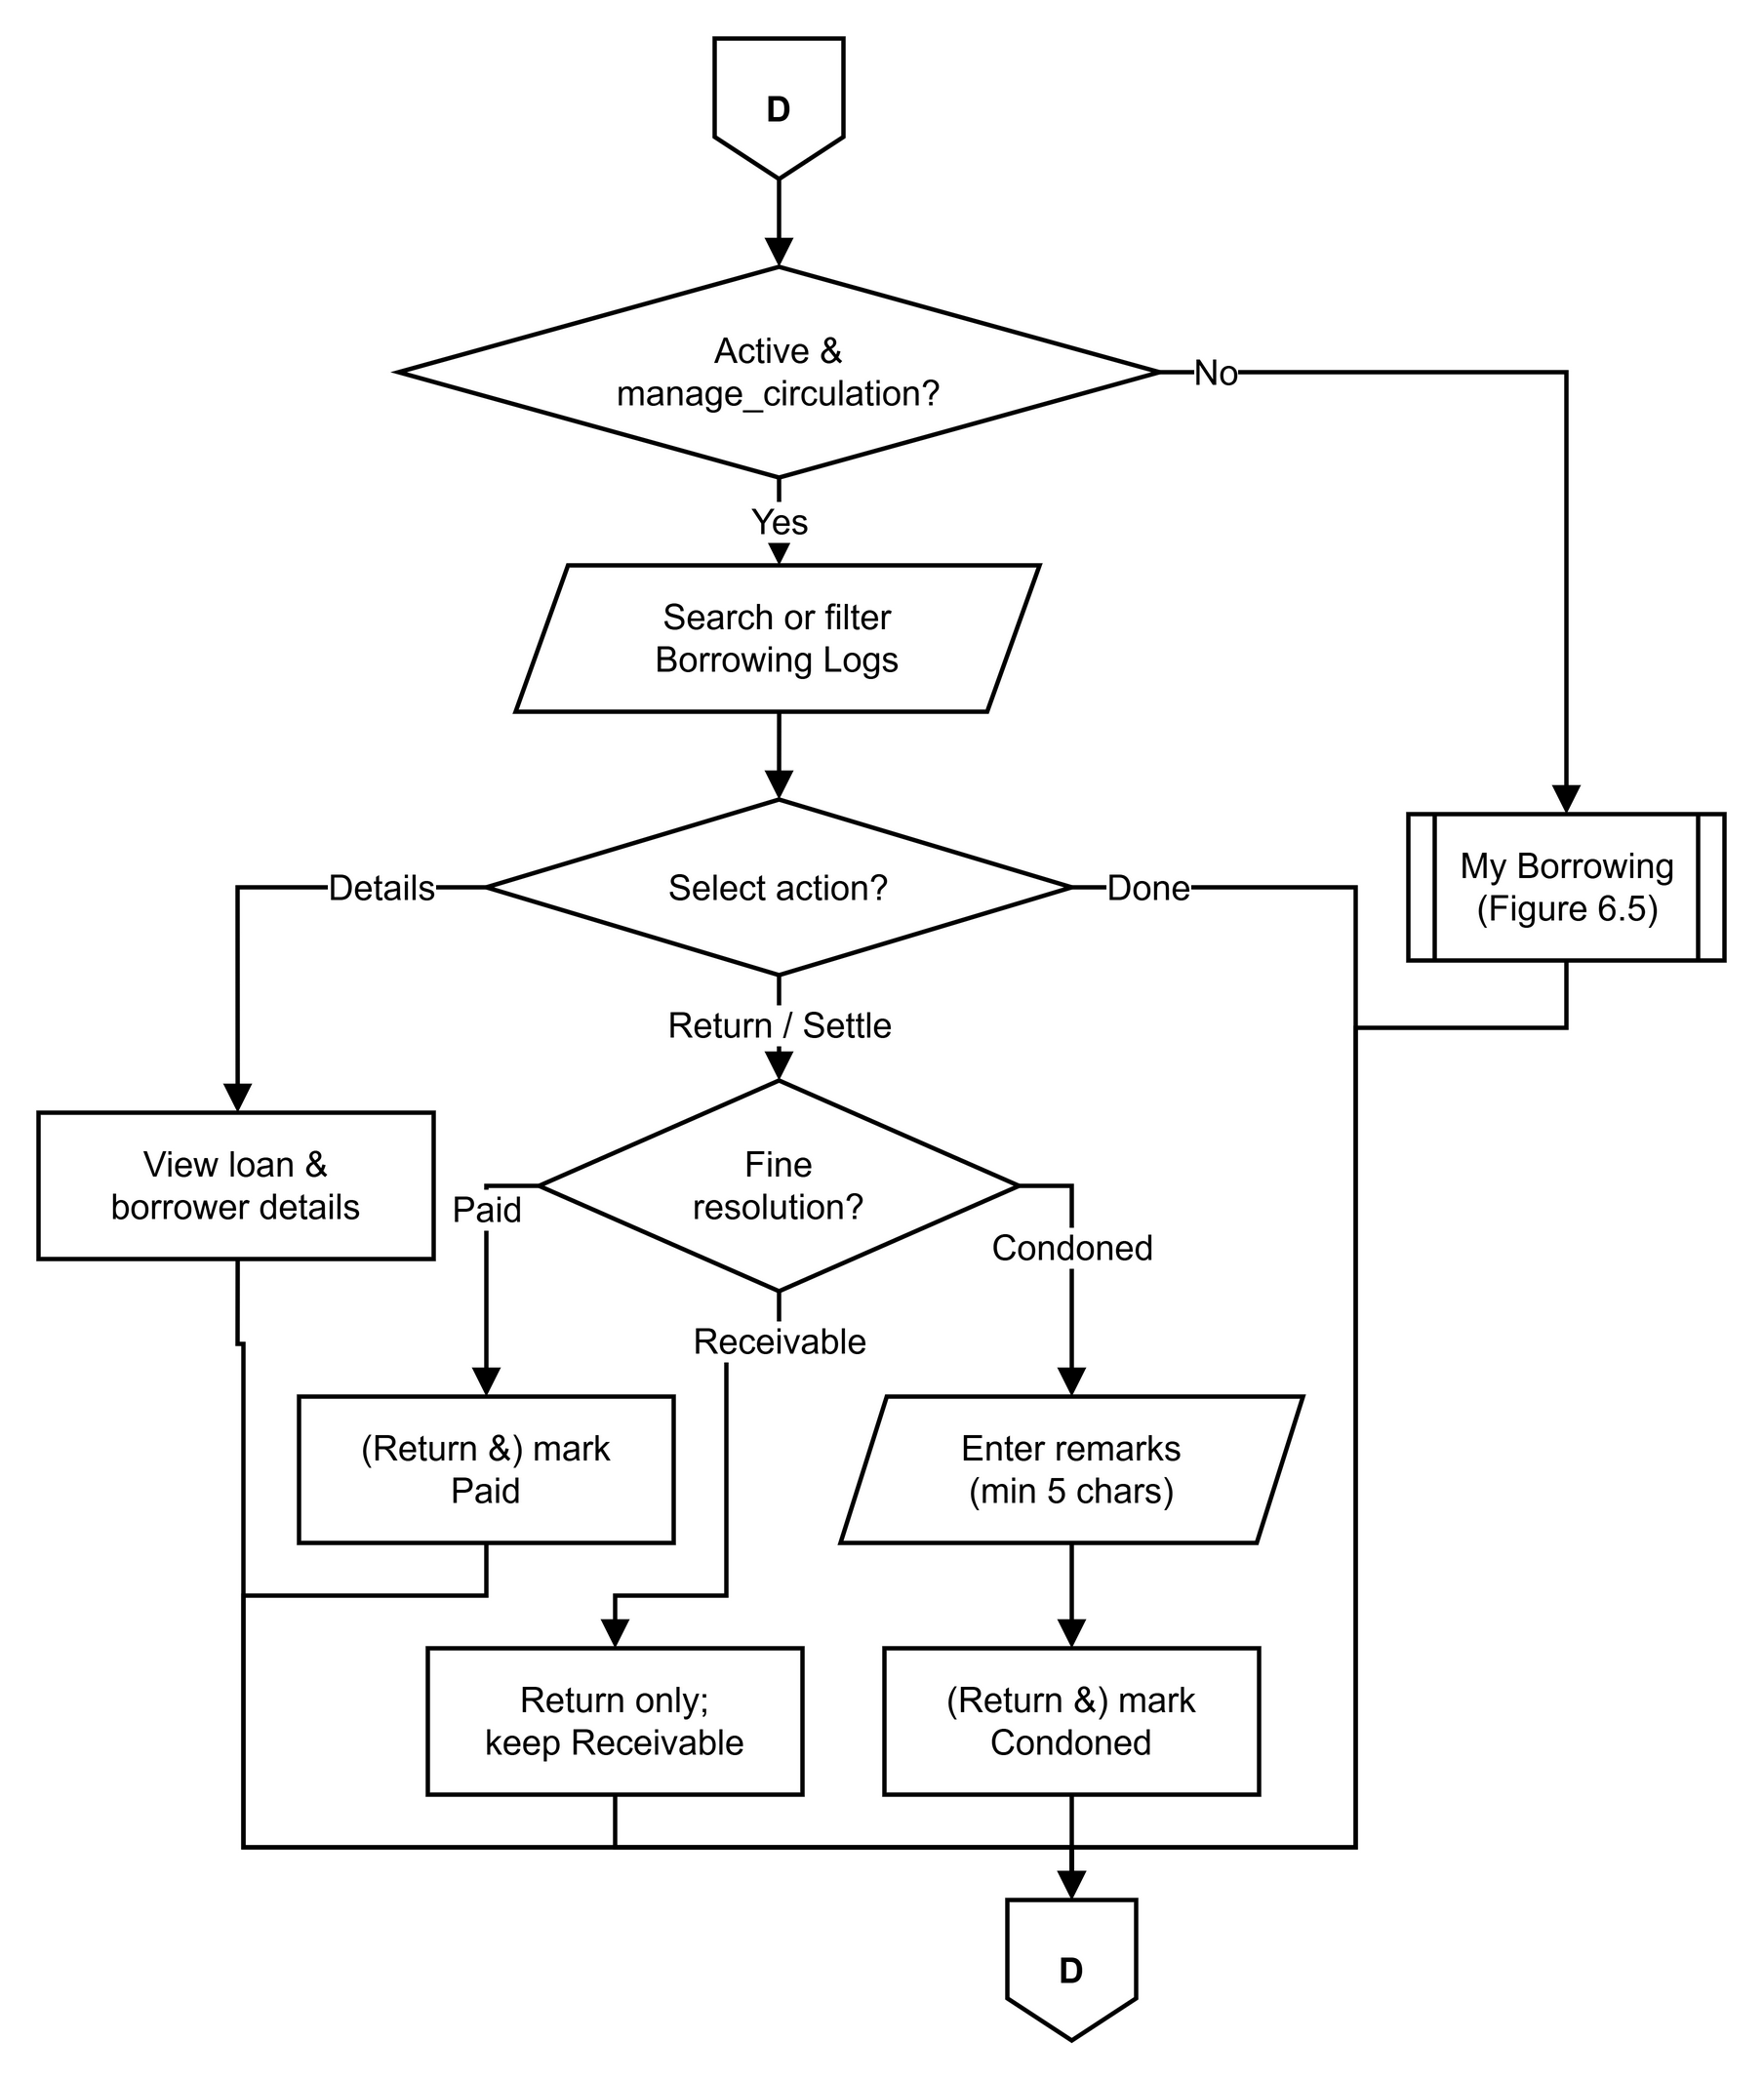 D
Active &
manage_circulation?
No
Yes
Search or filter
Borrowing Logs
My Borrowing
(Figure 6.5)
Details
Select action?
Done
Return / Settle
View loan &
borrower details
Fine
resolution?
Paid
Condoned
Receivable
(Return &) mark
Paid
Enter remarks
(min 5 chars)
Return only;
keep Receivable
(Return &) mark
Condoned
D